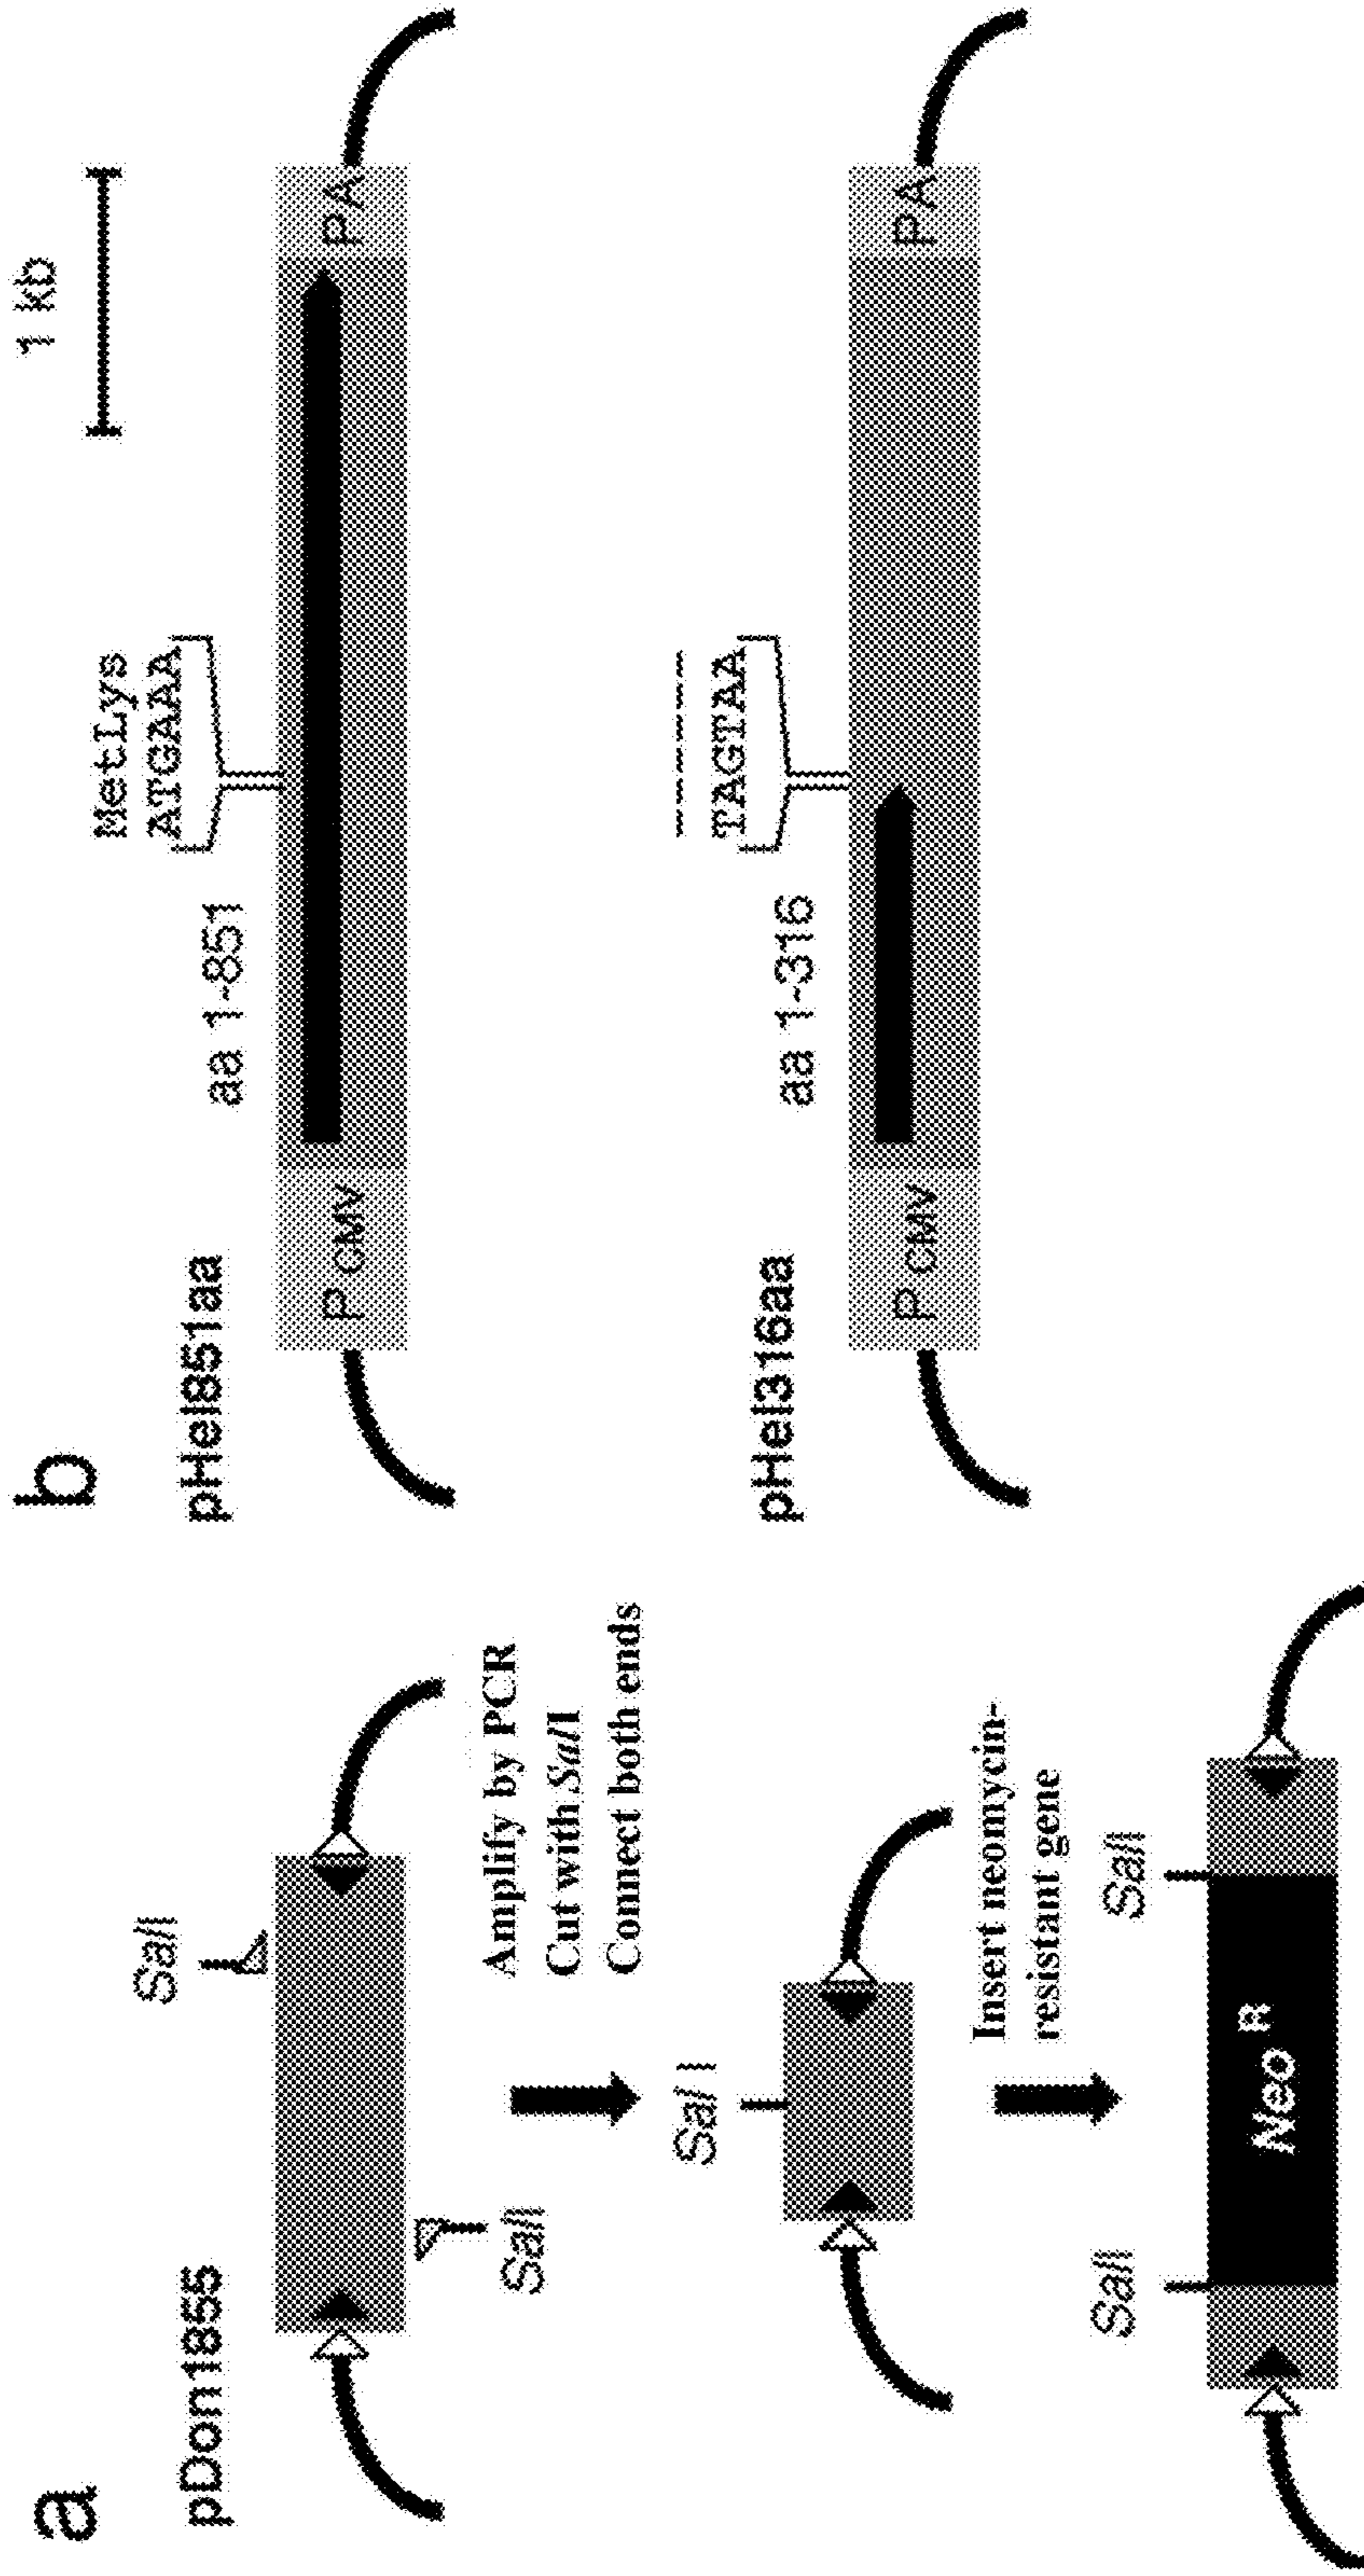 a
pDon1855
SalI
SalI
Amplify by PCR
Cut with SalI
Connect both ends
Sal I
Insert neomycin-
resistant gene
SalI
SalI
Neo R
b
1 kb
pHel851aa
aa 1-851
MetLys
ATGAAA
P CMV
PA
pHel316aa
aa 1-316
------
TAGTAA
P CMV
PA